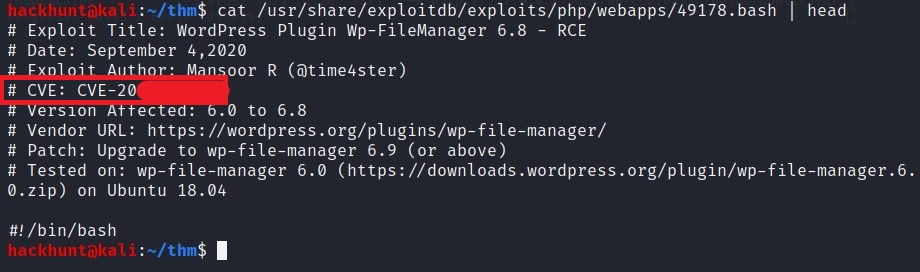 hackhunt@kali:~/thm$ cat /usr/share/exploitdb/exploits/php/webapps/49178.bash | head
# Exploit Title: WordPress Plugin Wp-FileManager 6.8 - RCE
# Date: September 4,2020
# Exploit Author: Mansoor R (@time4ster)
# CVE: CVE-20
# Version Affected: 6.0 to 6.8
# Vendor URL: https://wordpress.org/plugins/wp-file-manager/
# Patch: Upgrade to wp-file-manager 6.9 (or above)
# Tested on: wp-file-manager 6.0 (https://downloads.wordpress.org/plugin/wp-file-manager.6.
0.zip) on Ubuntu 18.04
#!/bin/bash
hackhunt@kali:~/thm$